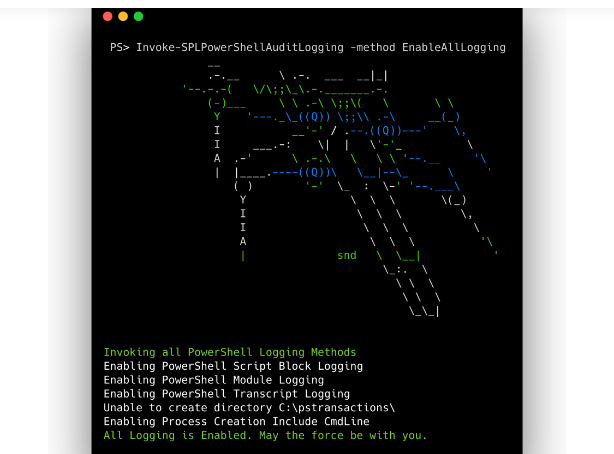 PS> Invoke-SPLPowerShellAuditLogging -method EnableAllLogging
snd
Invoking all PowerShell Logging Methods
Enabling PowerShell Script Block Logging
Enabling PowerShell Module Logging
Enabling PowerShell Transcript Logging
Unable to create directory C:\pstransactions\
Enabling Process Creation Include CmdLine
All Logging is Enabled. May the force be with you.